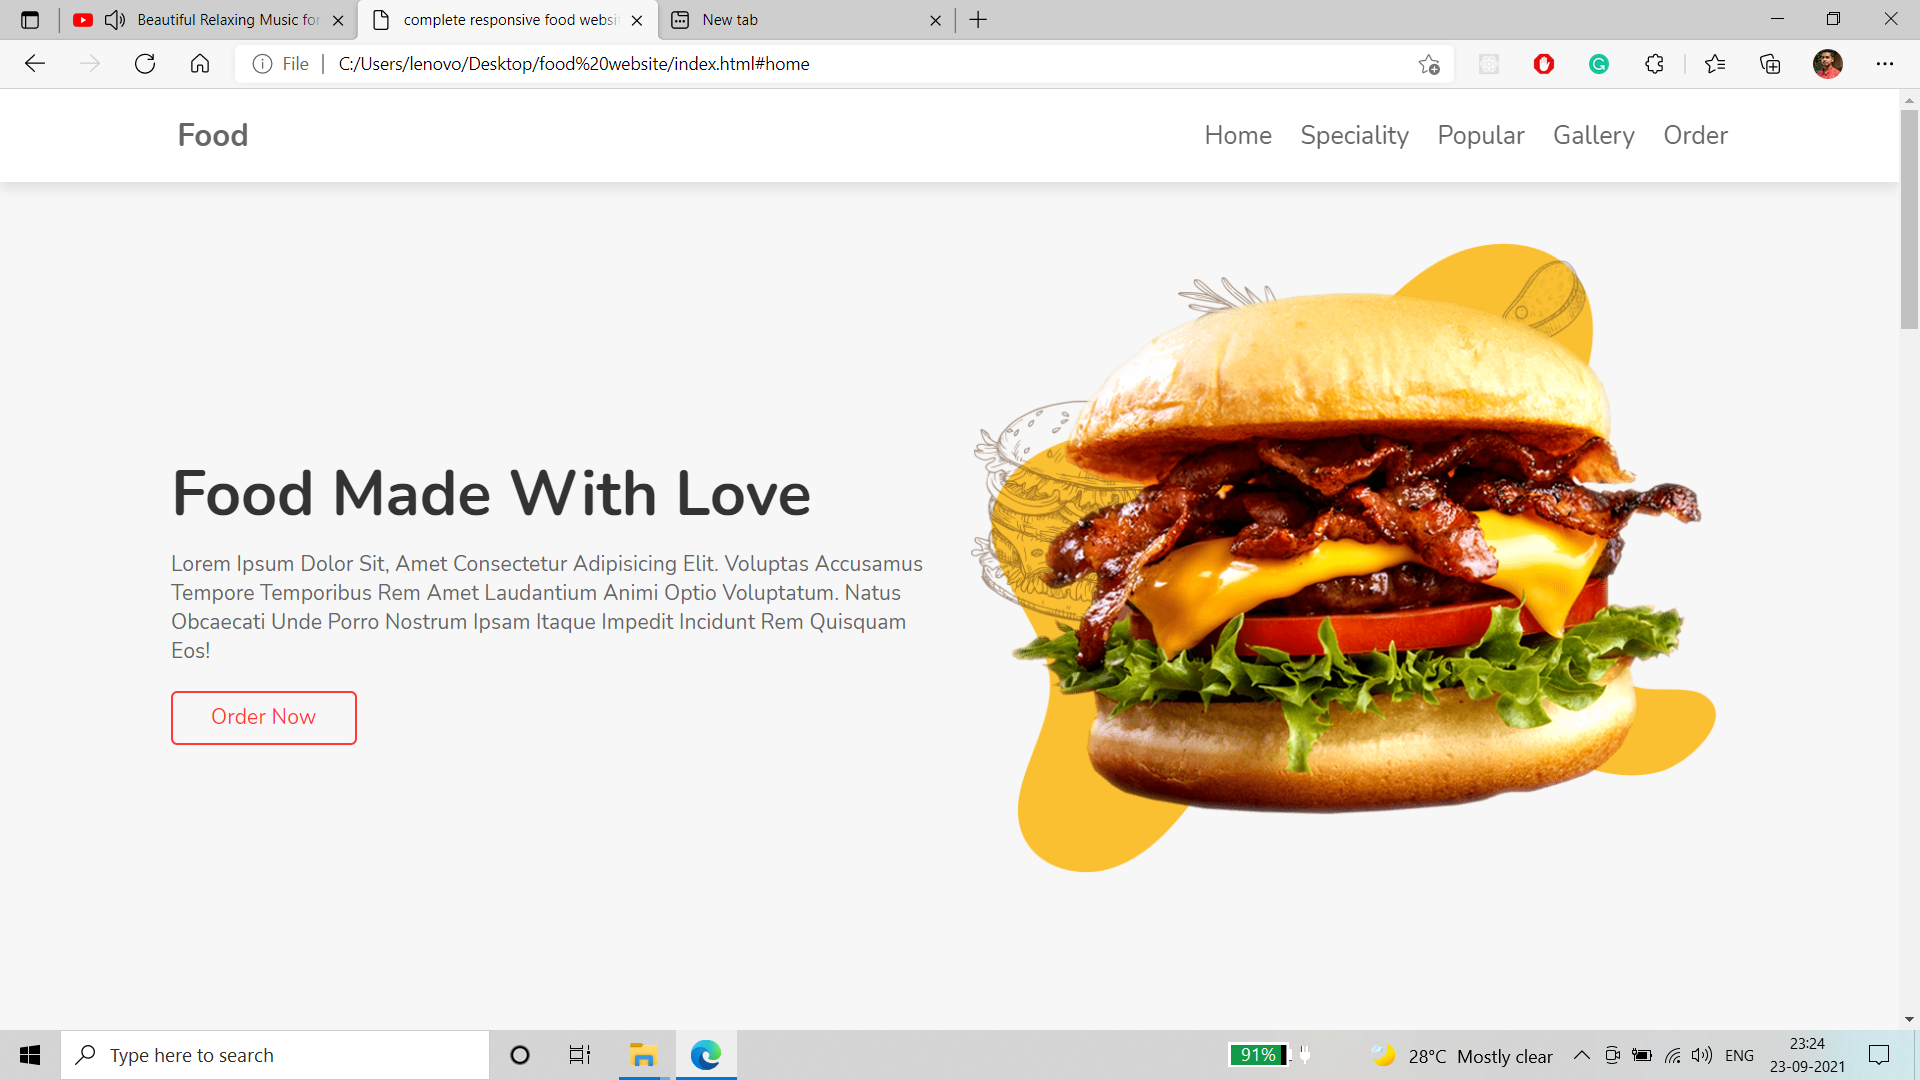 Beautiful Relaxing Music for
complete responsive food websit
New tab
File
C:/Users/lenovo/Desktop/food%20website/index.html#home
Food
Home
Speciality
Popular
Gallery
Order
Food Made With Love
Lorem Ipsum Dolor Sit, Amet Consectetur Adipisicing Elit. Voluptas Accusamus
Tempore Temporibus Rem Amet Laudantium Animi Optio Voluptatum. Natus
Obcaecati Unde Porro Nostrum Ipsam Itaque Impedit Incidunt Rem Quisquam
Eos!
Order Now
Type here to search
91%
28°C Mostly clear
ENG
23:24
23-09-2021